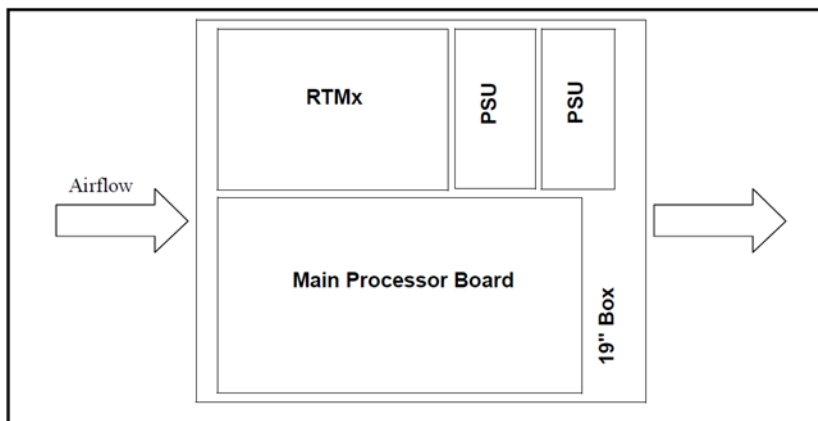 RTMx
PSU
PSU
Airflow
Main Processor Board
19" Box